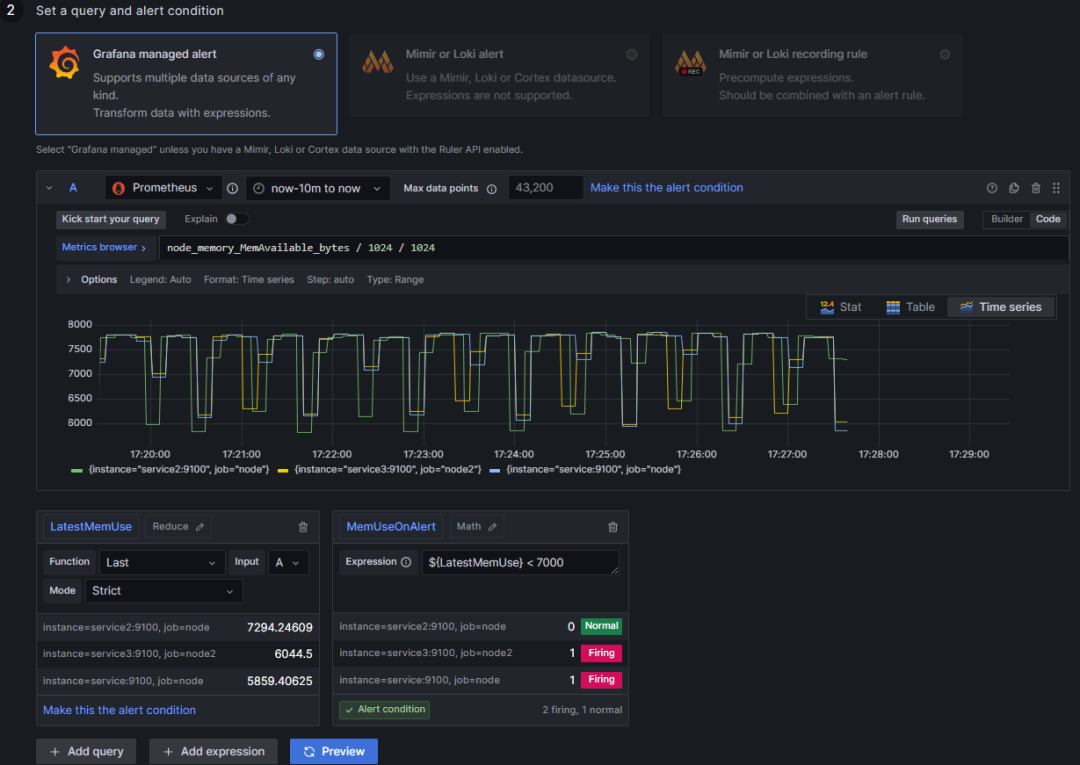 2 Set a query and alert condition
Grafana managed alert
Supports multiple data sources of any
kind.
Transform data with expressions.
Mimir or Loki alert
Use a Mimir, Loki or Cortex datasource.
Expressions are not supported.
REC
Mimir or Loki recording rule
Precompute expressions.
Should be combined with an alert rule.
Select "Grafana managed" unless you have a Mimir, Loki or Cortex data source with the Ruler API enabled.
A Prometheus now-10m to now Max data points 43,200 Make this the alert condition
Kick start your query Explain Run queries Builder Code
Metrics browser > node_memory_MemAvailable_bytes / 1024 / 1024
> Options Legend: Auto Format: Time series Step: auto Type: Range
12.4 Stat Table Time series
8000
7500
7000
6500
6000
17:20:00 17:21:00 17:22:00 17:23:00 17:24:00 17:25:00 17:26:00 17:27:00 17:28:00 17:29:00
{instance="service2:9100", job="node"} {instance="service3:9100", job="node2"} {instance="service:9100", job="node"}
LatestMemUse Reduce
Function Last Input A
Mode Strict
instance=service2:9100, job=node 7294.24609
instance=service3:9100, job=node2 6044.5
instance=service:9100, job=node 5859.40625
Make this the alert condition
MemUseOnAlert Math
Expression ${LatestMemUse} < 7000
instance=service2:9100, job=node 0 Normal
instance=service3:9100, job=node2 1 Firing
instance=service:9100, job=node 1 Firing
Alert condition 2 firing, 1 normal
+ Add query + Add expression Preview